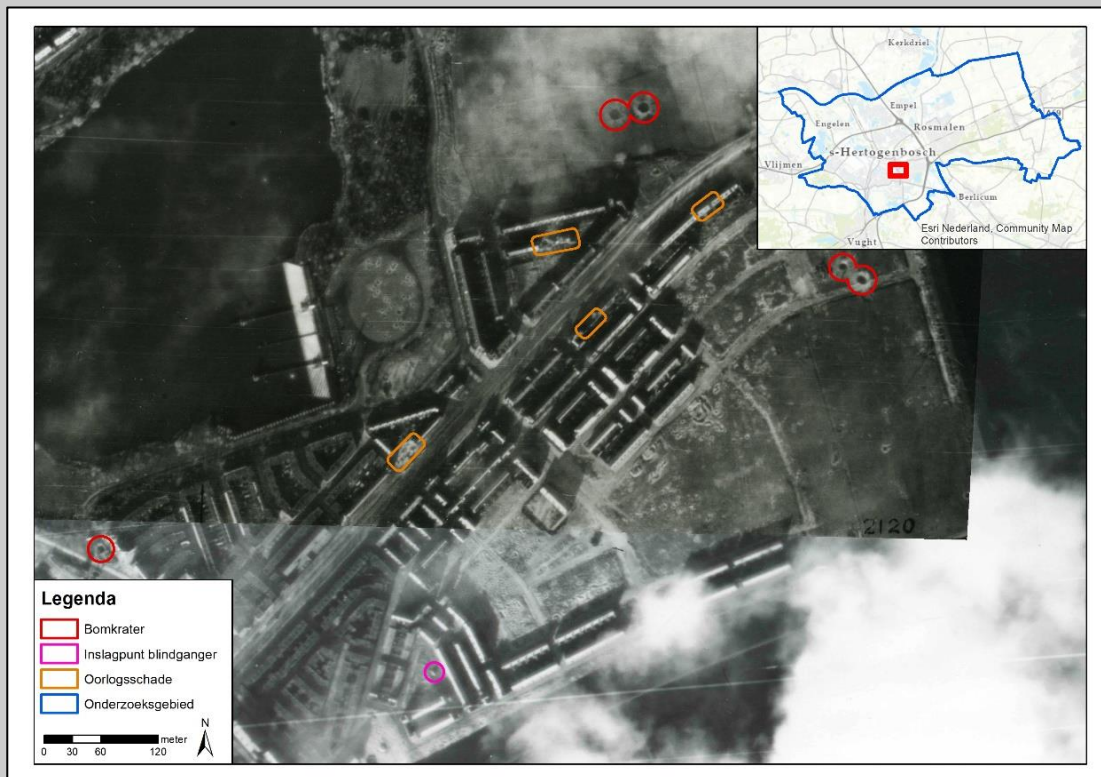 Kerkdriel
Empel
Engelen
Rosmalen
s-Hertogenbosch
Vlijmen
Berlicum
Vught
Esri Nederland, Community Map
Contributors
2120
Legenda
Bomkrater
Inslagpunt blindganger
Oorlogsschade
Onderzoeksgebied
N
meter
0 30 60 120